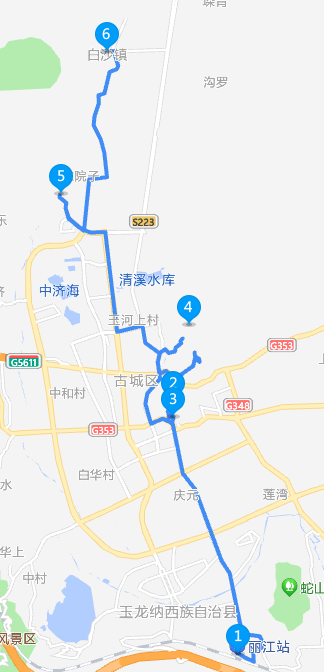 6
白沙镇
沟罗
5
院子
S223
清溪水库
中济海
4
玉河上村
G353
G5611
古城区
2
中和村
3
G348
G353
白华村
水
庆元
莲湾
华上
中村
蛇山
玉龙纳西族自治县
1
风景区
丽江站